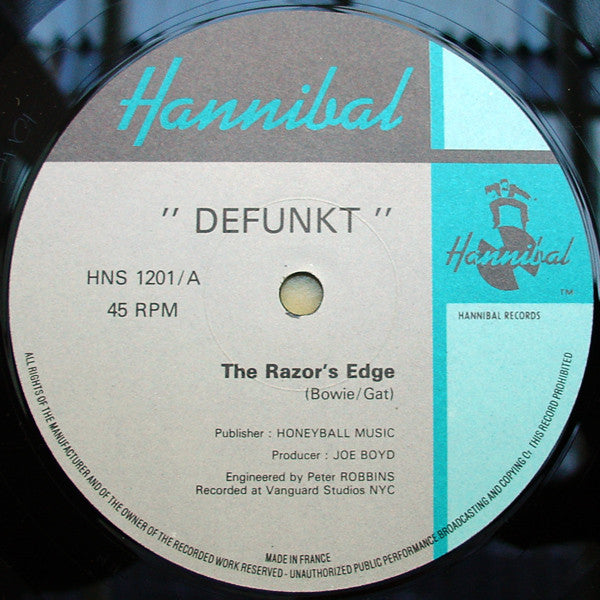 Hannibal
" DEFUNKT "
HNS 1201/A
45 RPM
Hannibal
TM
HANNIBAL RECORDS
The Razor's Edge
(Bowie/Gat)
Publisher : HONEYBALL MUSIC
Producer : JOE BOYD
Engineered by Peter ROBBINS
Recorded at Vanguard Studios NYC
MADE IN FRANCE
ALL RIGHTS OF THE MANUFACTURER AND OF THE OWNER OF THE RECORDED WORK RESERVED - UNAUTHORIZED PUBLIC PERFORMANCE BROADCASTING AND COPYING OF THIS RECORD PROHIBITED